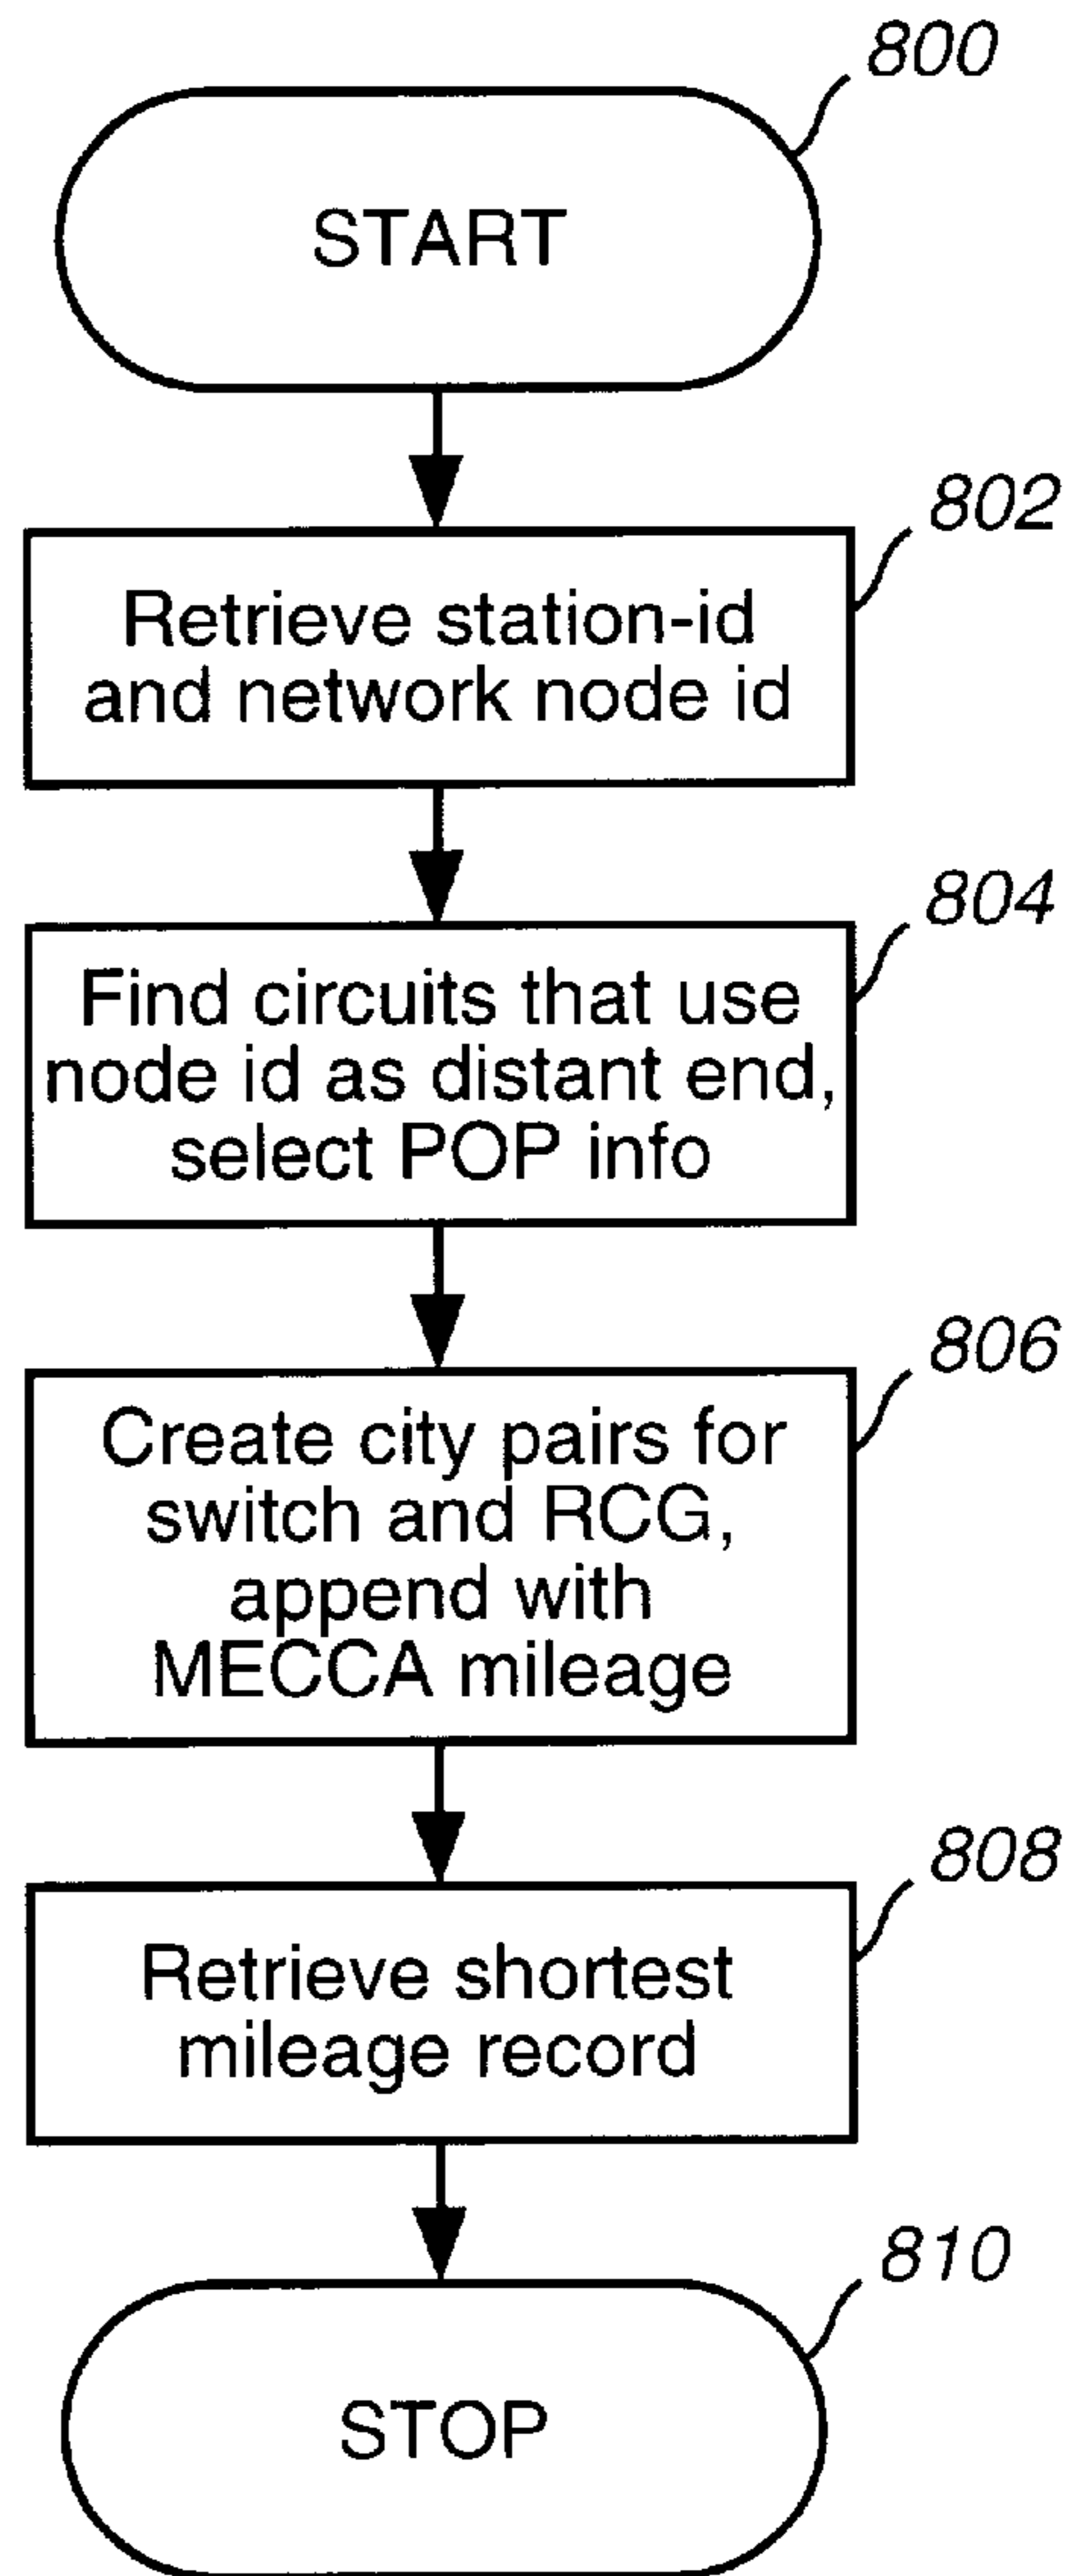 800
START
802
Retrieve station-id
and network node id
804
Find circuits that use
node id as distant end,
select POP info
806
Create city pairs for
switch and RCG,
append with
MECCA mileage
808
Retrieve shortest
mileage record
810
STOP